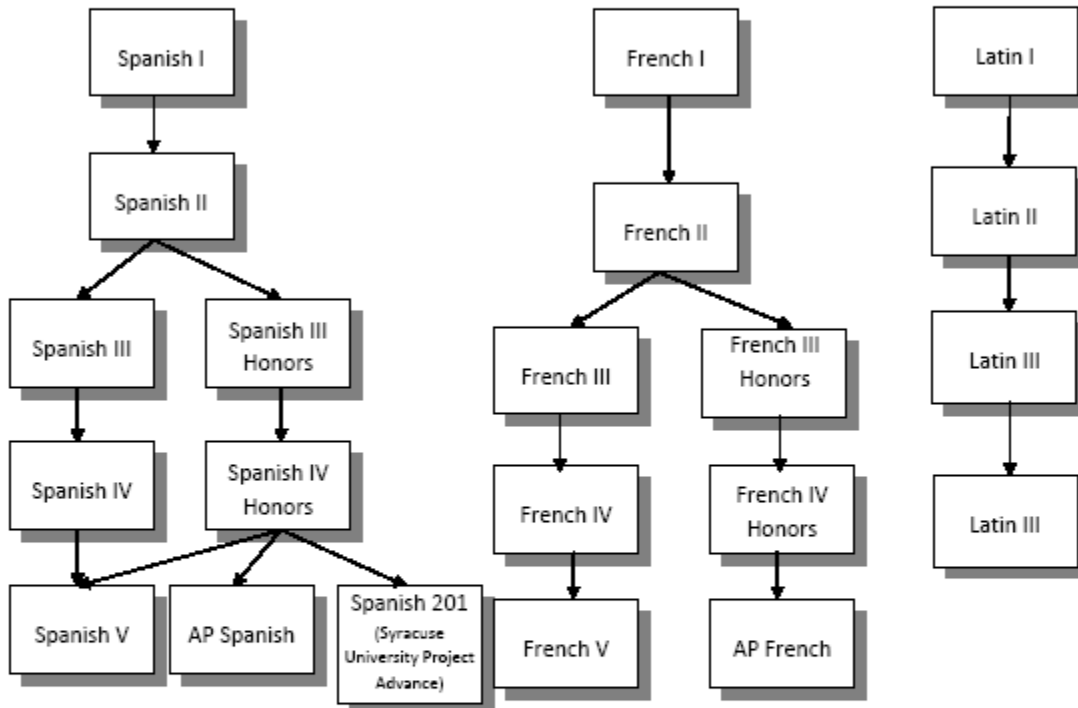 Spanish I
Spanish II
Spanish III
Spanish III
Honors
Spanish IV
Spanish IV
Honors
Spanish V
AP Spanish
Spanish 201
(Syracuse
University Project
Advance)
French I
French II
French III
French III
Honors
French IV
French IV
Honors
French V
AP French
Latin I
Latin II
Latin III
Latin III